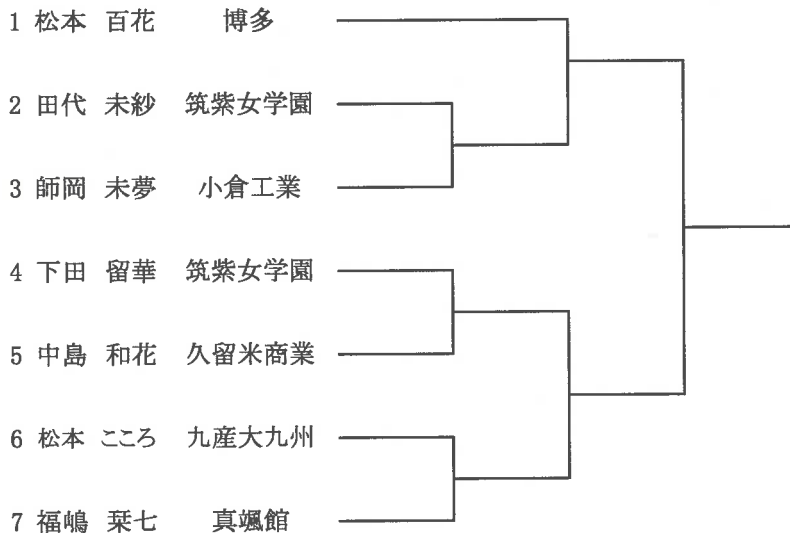 1 松本 百花 博多
2 田代 未紗 筑紫女学園
3 師岡 未夢 小倉工業
4 下田 留華 筑紫女学園
5 中島 和花 久留米商業
6 松本 こころ 九産大九州
7 福嶋 栞七 真颯館